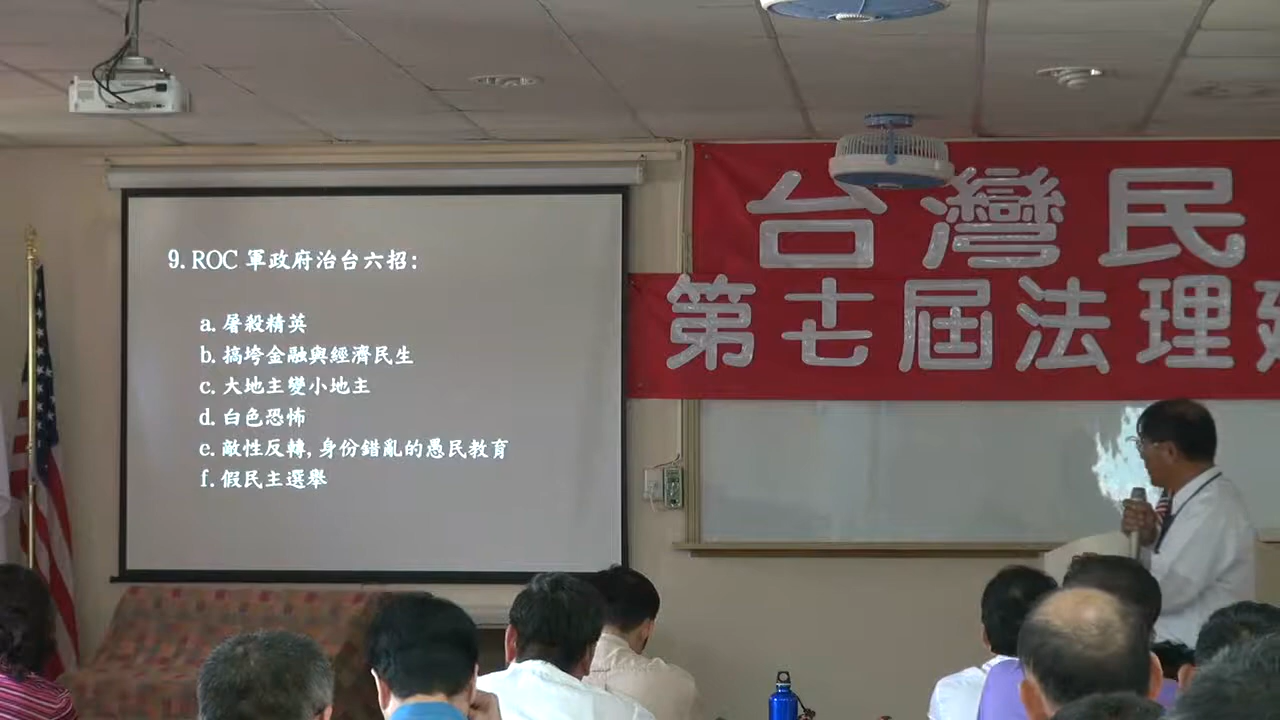 9. ROC 軍政府治台六招:
a. 屠殺精英
b. 搞垮金融與經濟民生
c. 大地主變小地主
d. 白色恐怖
e. 敵性反轉, 身份錯亂的愚民教育
f. 假民主選舉
台灣民
第七屆法理建